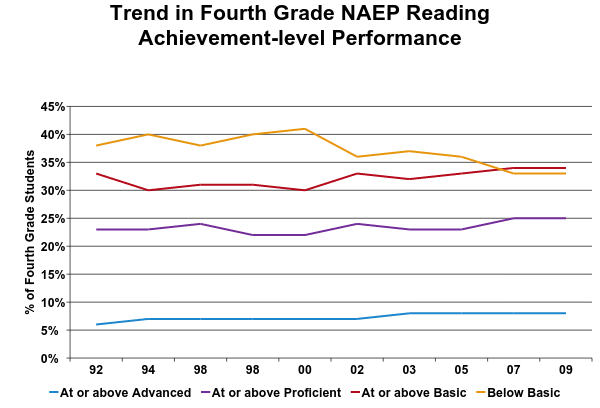 Trend in Fourth Grade NAEP Reading
Achievement-level Performance
% of Fourth Grade Students
45%
40%
35%
30%
25%
20%
15%
10%
5%
0%
92 94 98 98 00 02 03 05 07 09
At or above Advanced At or above Proficient At or above Basic Below Basic